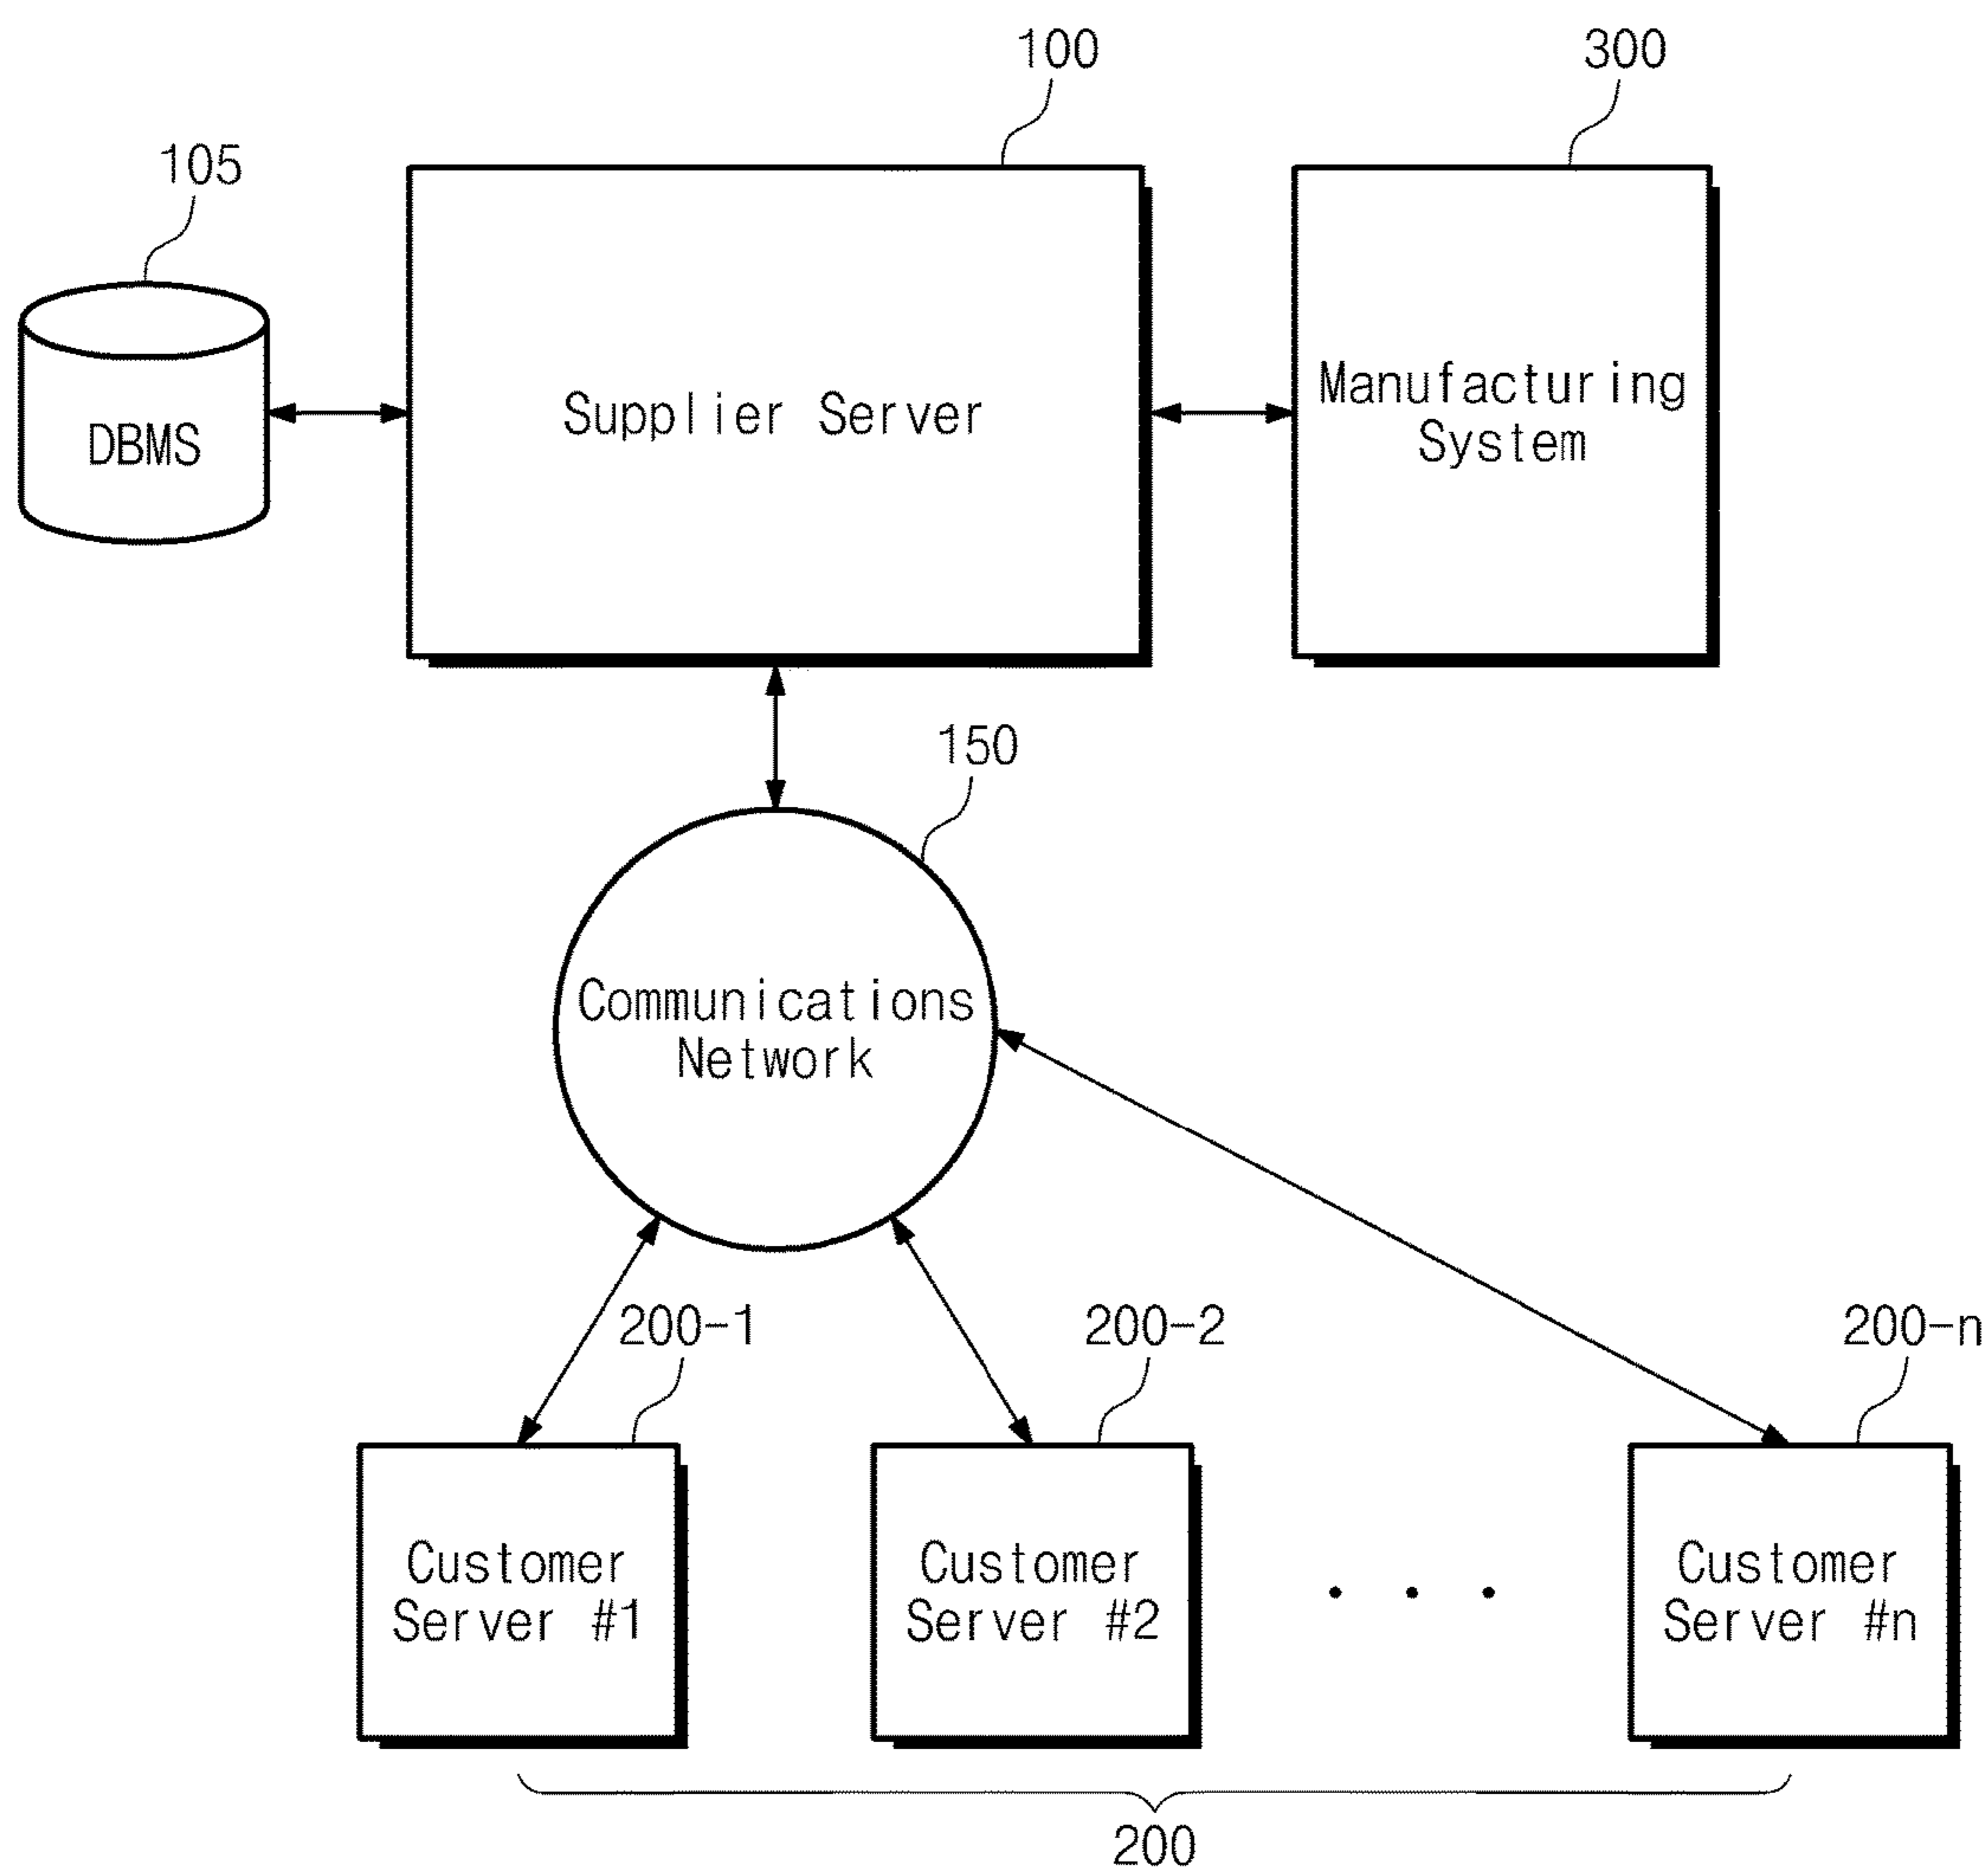 100
300
105
DBMS
Supplier Server
Manufacturing
System
150
Communications
Network
200-1
200-2
200-n
Customer
Server #1
Customer
Server #2
. . .
Customer
Server #n
200